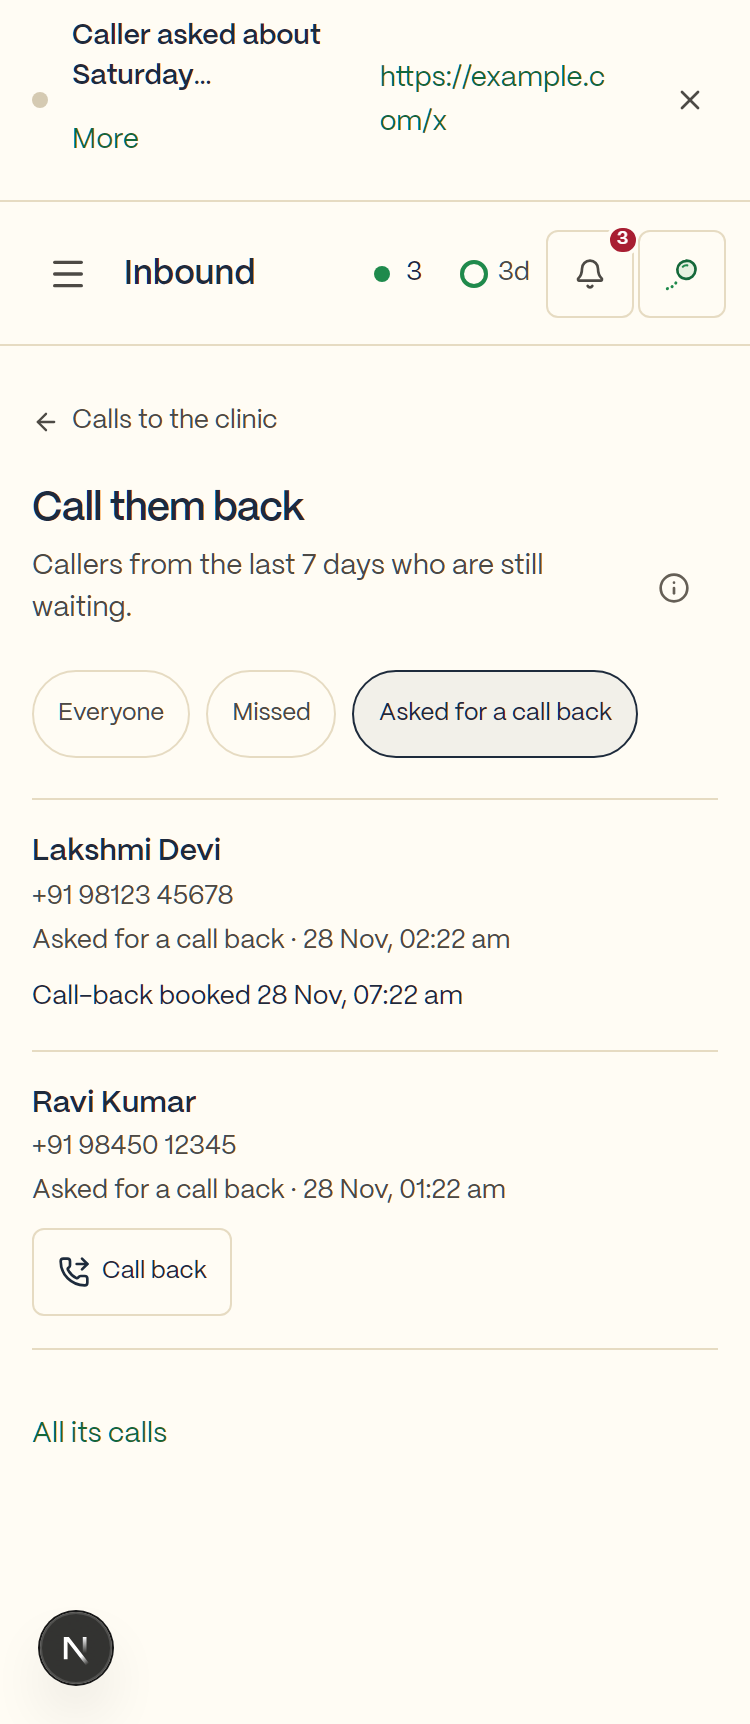 Caller asked about
Saturday...
More
https://example.c
om/x
Inbound
3
3d
3
Calls to the clinic
Call them back
Callers from the last 7 days who are still
waiting.
Everyone
Missed
Asked for a call back
Lakshmi Devi
+91 98123 45678
Asked for a call back · 28 Nov, 02:22 am
Call-back booked 28 Nov, 07:22 am
Ravi Kumar
+91 98450 12345
Asked for a call back · 28 Nov, 01:22 am
Call back
All its calls
N